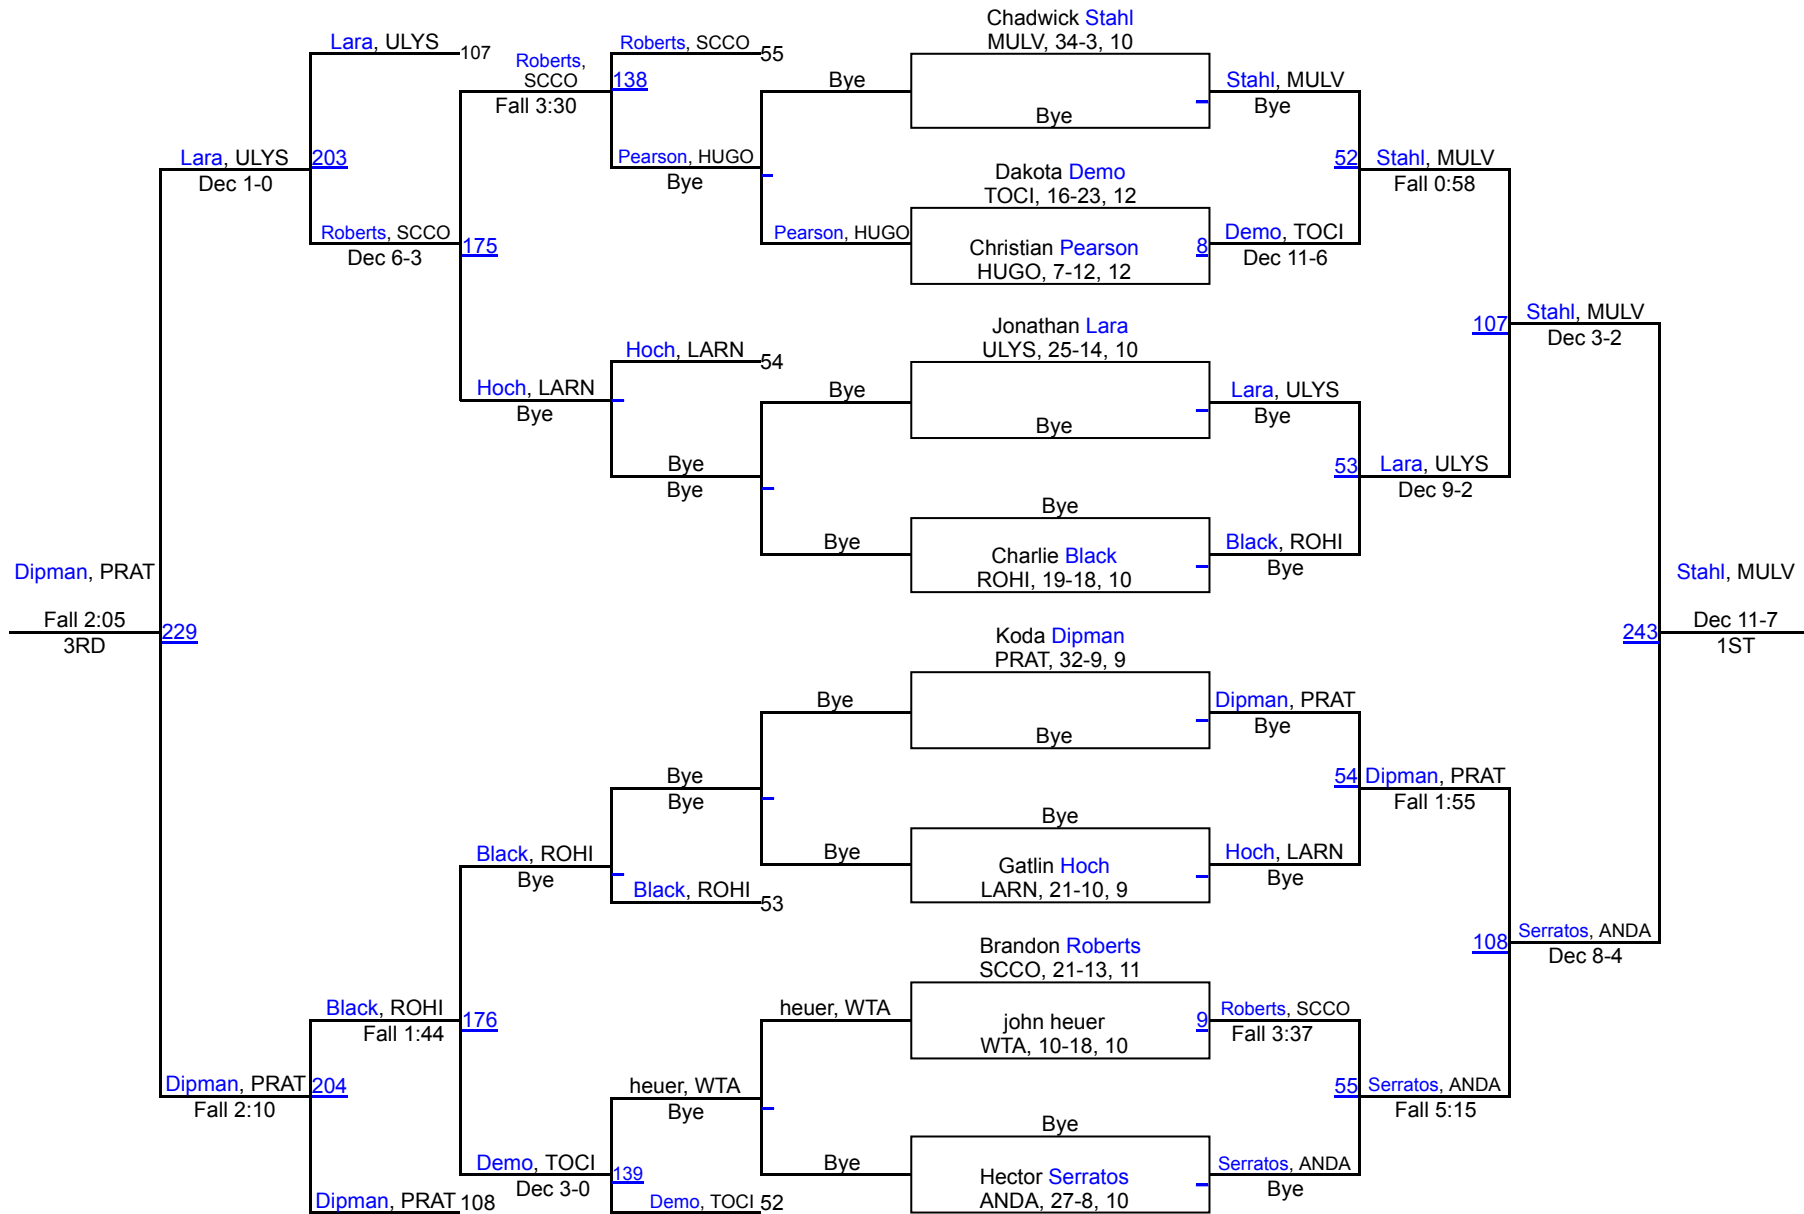 Chadwick Stahl
MULV, 34-3, 10
Lara, ULYS
107
Roberts, SCCO
55
Roberts,
SCCO
138
Fall 3:30
Bye
Stahl, MULV
Bye
Bye
Lara, ULYS
203
Dec 1-0
Pearson, HUGO
Bye
Dakota Demo
TOCI, 16-23, 12
52
Stahl, MULV
Fall 0:58
Roberts, SCCO
175
Dec 6-3
Pearson, HUGO
Christian Pearson
HUGO, 7-12, 12
8
Demo, TOCI
Dec 11-6
Jonathan Lara
ULYS, 25-14, 10
107
Stahl, MULV
Dec 3-2
Hoch, LARN
54
Hoch, LARN
Bye
Bye
Lara, ULYS
Bye
Bye
Bye
Bye
53
Lara, ULYS
Dec 9-2
Bye
Bye
Charlie Black
ROHI, 19-18, 10
Black, ROHI
Bye
Dipman, PRAT
Fall 2:05
3RD
229
Stahl, MULV
243
Dec 11-7
1ST
Koda Dipman
PRAT, 32-9, 9
Bye
Dipman, PRAT
Bye
Bye
Bye
Bye
54
Dipman, PRAT
Fall 1:55
Bye
Black, ROHI
Bye
Bye
Gatlin Hoch
LARN, 21-10, 9
Hoch, LARN
Bye
Black, ROHI
53
Brandon Roberts
SCCO, 21-13, 11
108
Serratos, ANDA
Dec 8-4
Black, ROHI
176
Fall 1:44
heuer, WTA
john heuer
WTA, 10-18, 10
9
Roberts, SCCO
Fall 3:37
Dipman, PRAT
204
Fall 2:10
heuer, WTA
Bye
55
Serratos, ANDA
Fall 5:15
Bye
Demo, TOCI
139
Dec 3-0
Bye
Hector Serratos
ANDA, 27-8, 10
Serratos, ANDA
Bye
Dipman, PRAT
108
Demo, TOCI
52